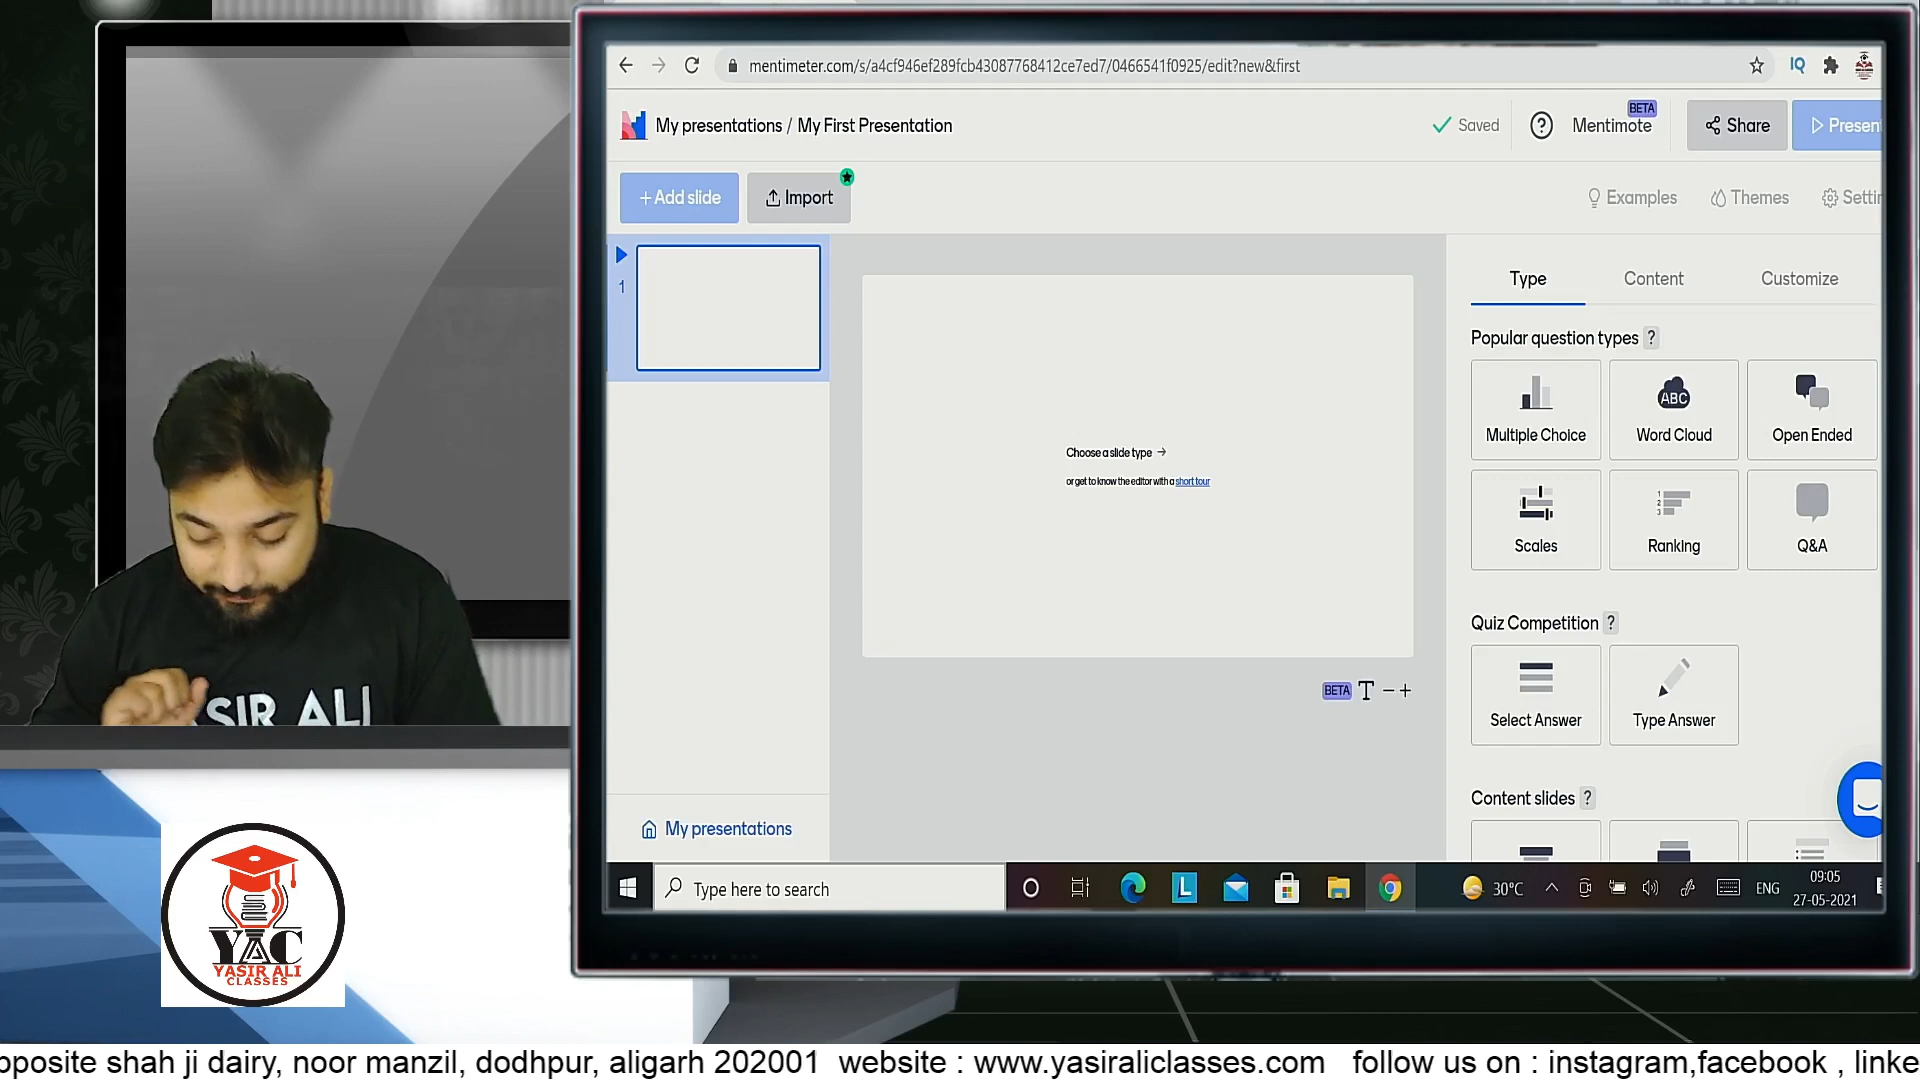 mentimeter.com/s/a4cf946ef289fcb43087768412ce7ed7/0466541f0925/edit?new&first
IQ
My presentations / My First Presentation
Saved
?
Mentimote
BETA
Share
Presen
+ Add slide
Import
Examples
Themes
Setti
1
Choose a slide type →
or get to know the editor with a short tour
BETA T − +
Type
Content
Customize
Popular question types ?
Multiple Choice
ABC
Word Cloud
Open Ended
Scales
1
2
3
Ranking
Q&A
Quiz Competition ?
Select Answer
Type Answer
Content slides ?
My presentations
Type here to search
L
30°C
ENG
09:05
27-05-2021
SIR ALI
YAC
YASIR ALI
CLASSES
pposite shah ji dairy, noor manzil, dodhpur, aligarh 202001 website : www.yasiraliclasses.com follow us on : instagram,facebook , linke